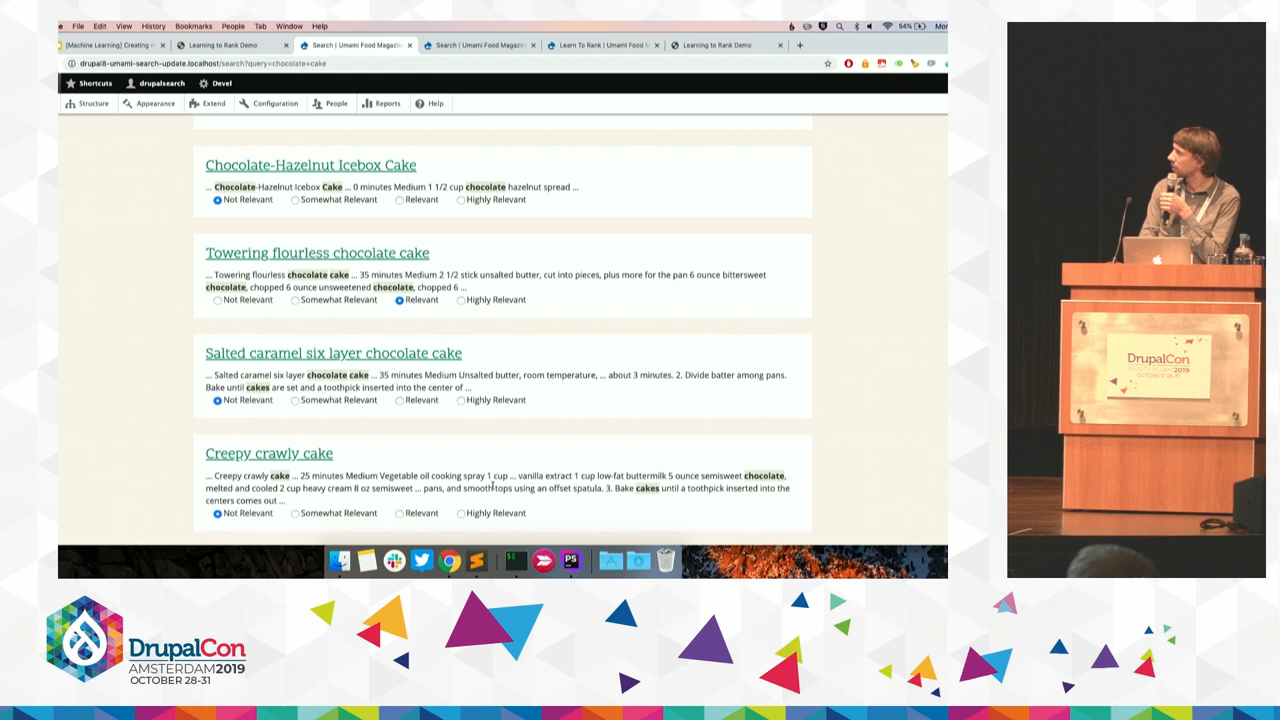 File Edit View History Bookmarks People Tab Window Help
54%
[Machine Learning] Creating
Learning to Rank Demo
Search | Umami Food Magazin
Search | Umami Food Magazin
Learn To Rank | Umami Food
Learning to Rank Demo
drupal8-umami-search-update.localhost/search?query=chocolate+cake
Shortcuts drupalsearch Devel
Structure Appearance Extend Configuration People Reports Help
Chocolate-Hazelnut Icebox Cake
... Chocolate-Hazelnut Icebox Cake ... 0 minutes Medium 1 1/2 cup chocolate hazelnut spread ...
Not Relevant Somewhat Relevant Relevant Highly Relevant
Towering flourless chocolate cake
... Towering flourless chocolate cake ... 35 minutes Medium 2 1/2 stick unsalted butter, cut into pieces, plus more for the pan 6 ounce bittersweet
chocolate, chopped 6 ounce unsweetened chocolate, chopped 6 ...
Not Relevant Somewhat Relevant Relevant Highly Relevant
Salted caramel six layer chocolate cake
... Salted caramel six layer chocolate cake ... 35 minutes Medium Unsalted butter, room temperature, ... about 3 minutes. 2. Divide batter among pans.
Bake until cakes are set and a toothpick inserted into the center of ...
Not Relevant Somewhat Relevant Relevant Highly Relevant
Creepy crawly cake
... Creepy crawly cake ... 25 minutes Medium Vegetable oil cooking spray 1 cup ... vanilla extract 1 cup low-fat buttermilk 5 ounce semisweet chocolate,
melted and cooled 2 cup heavy cream 8 oz semisweet ... pans, and smooth tops using an offset spatula. 3. Bake cakes until a toothpick inserted into the
centers comes out ...
Not Relevant Somewhat Relevant Relevant Highly Relevant
PS
DrupalCon
AMSTERDAM 2019
OCTOBER 28-31
DrupalCon
AMSTERDAM2019
OCTOBER 28-31